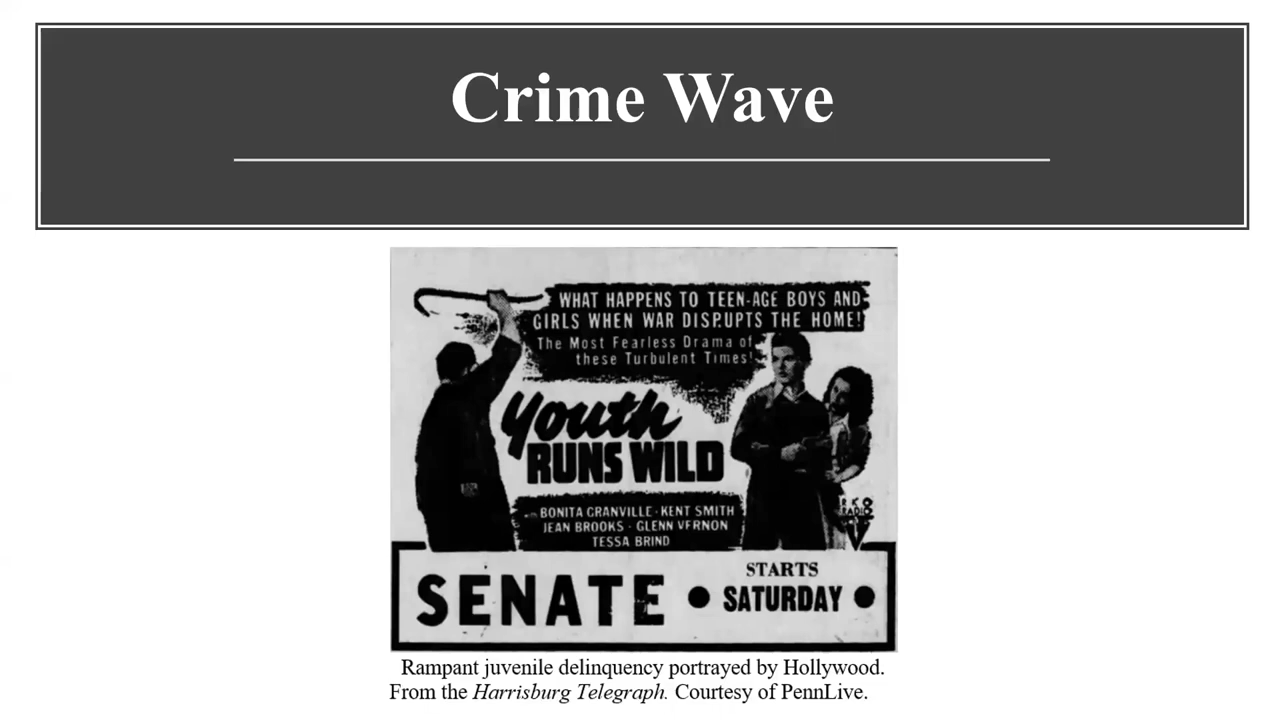 Crime Wave
WHAT HAPPENS TO TEEN-AGE BOYS AND
GIRLS WHEN WAR DISRUPTS THE HOME!
The Most Fearless Drama of
these Turbulent Times!
Youth
RUNS WILD
BONITA GRANVILLE · KENT SMITH
JEAN BROOKS · GLENN VERNON
TESSA BRIND
RKO
RADIO
SENATE • STARTS
SATURDAY •
Rampant juvenile delinquency portrayed by Hollywood.
From the Harrisburg Telegraph. Courtesy of PennLive.